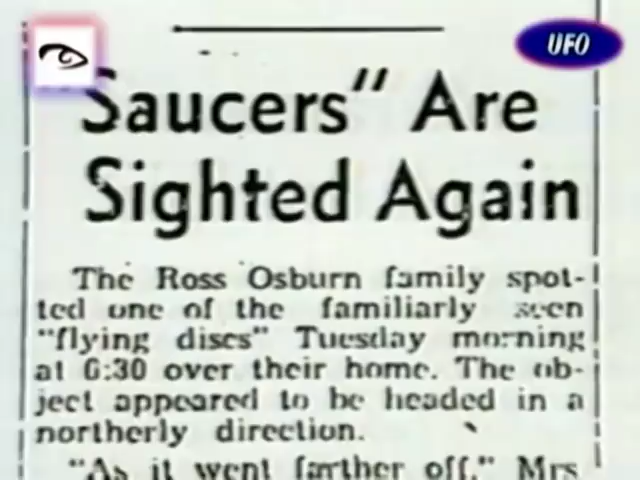 UFO
Saucers" Are
Sighted Again
The Ross Osburn family spot-
ted one of the familiarly seen
"flying discs" Tuesday morning
at 6:30 over their home. The ob-
ject appeared to be headed in a
northerly direction.
"As it went farther off," Mrs